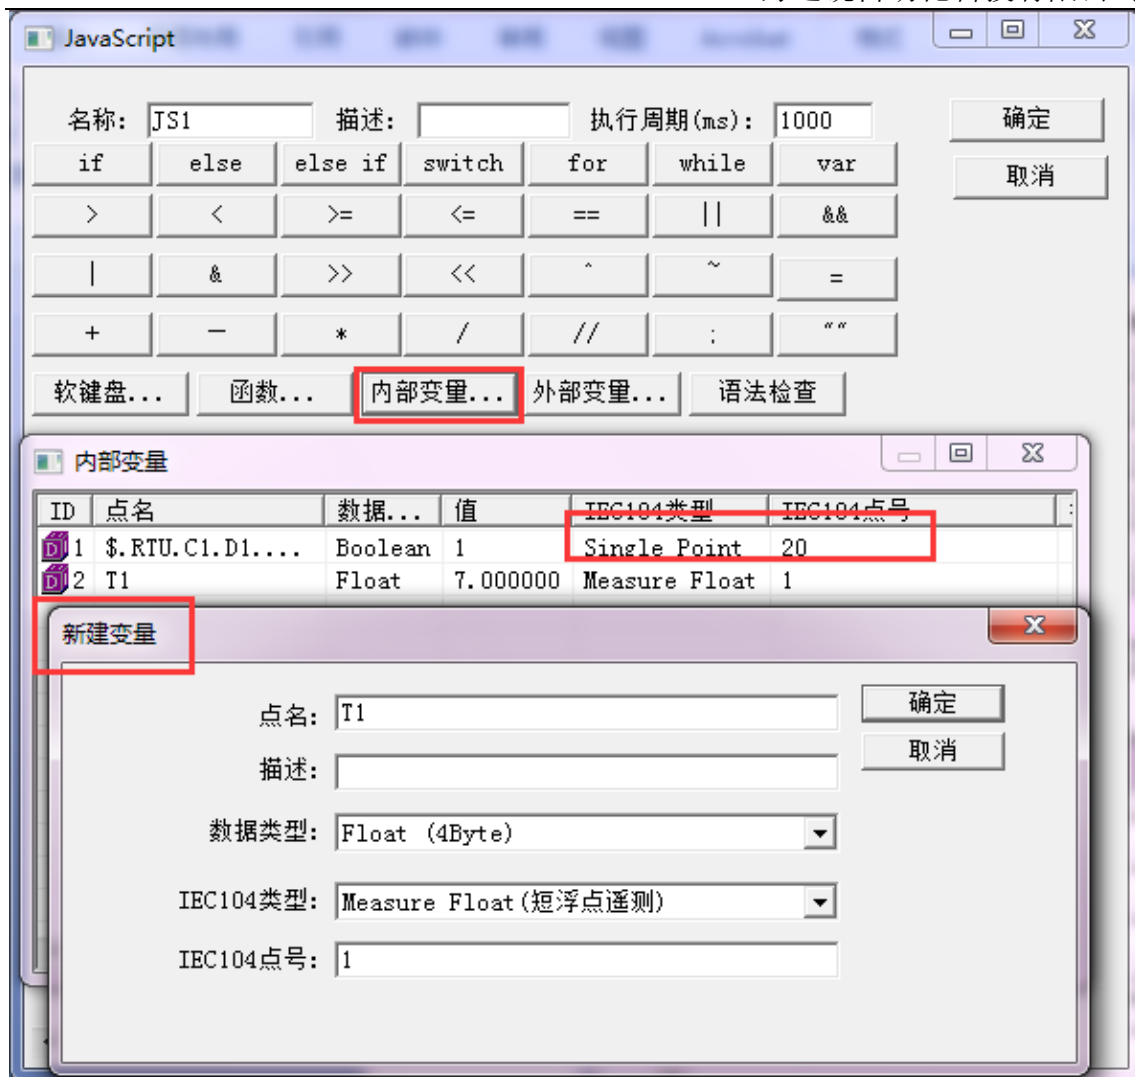 JavaScript
名称: JS1 描述: 执行周期(ms): 1000 确定
if else else if switch for while var 取消
> < >= <= == || &&
| & >> << ^ ~ =
+ — * / // ; ""
软键盘... 函数... 内部变量... 外部变量... 语法检查
内部变量
ID 点名 数据... 值 IEC104类型 IEC104点号
1 $.RTU.C1.D1.... Boolean 1 Single Point 20
2 T1 Float 7.000000 Measure Float 1
新建变量
点名: T1 确定
描述: 取消
数据类型: Float (4Byte)
IEC104类型: Measure Float(短浮点遥测)
IEC104点号: 1